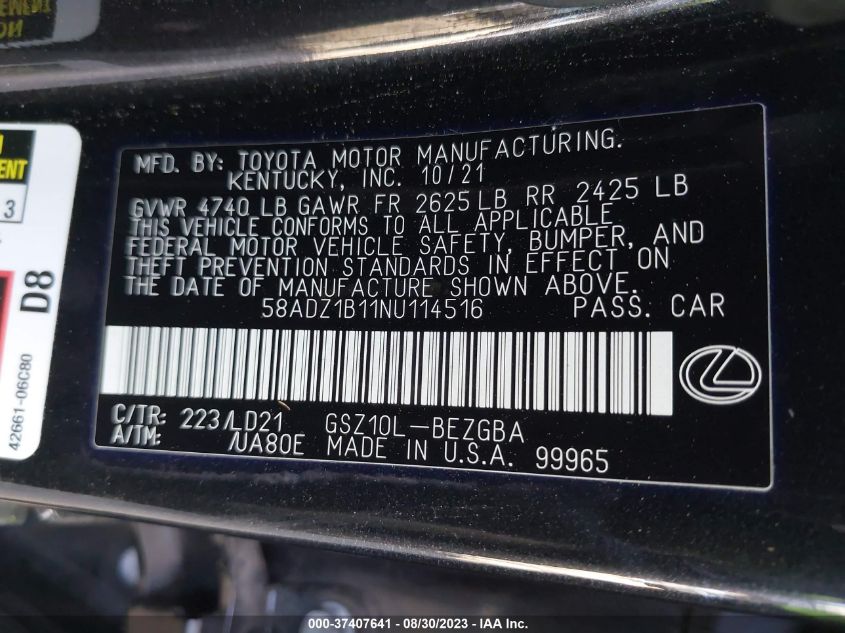 MFD. BY: TOYOTA MOTOR MANUFACTURING.
KENTUCKY, INC. 10/21
GVWR 4740 LB GAWR FR 2625 LB RR 2425 LB
THIS VEHICLE CONFORMS TO ALL APPLICABLE
FEDERAL MOTOR VEHICLE SAFETY, BUMPER, AND
THEFT PREVENTION STANDARDS IN EFFECT ON
THE DATE OF MANUFACTURE SHOWN ABOVE.
58ADZ1B11NU114516 PASS. CAR
C/TR: 223/LD21 GSZ10L-BEZGBA
A/TM: /UA80E MADE IN U.S.A. 99965
D8
42661-06C80
3
000-37407641 - 08/30/2023 - IAA Inc.